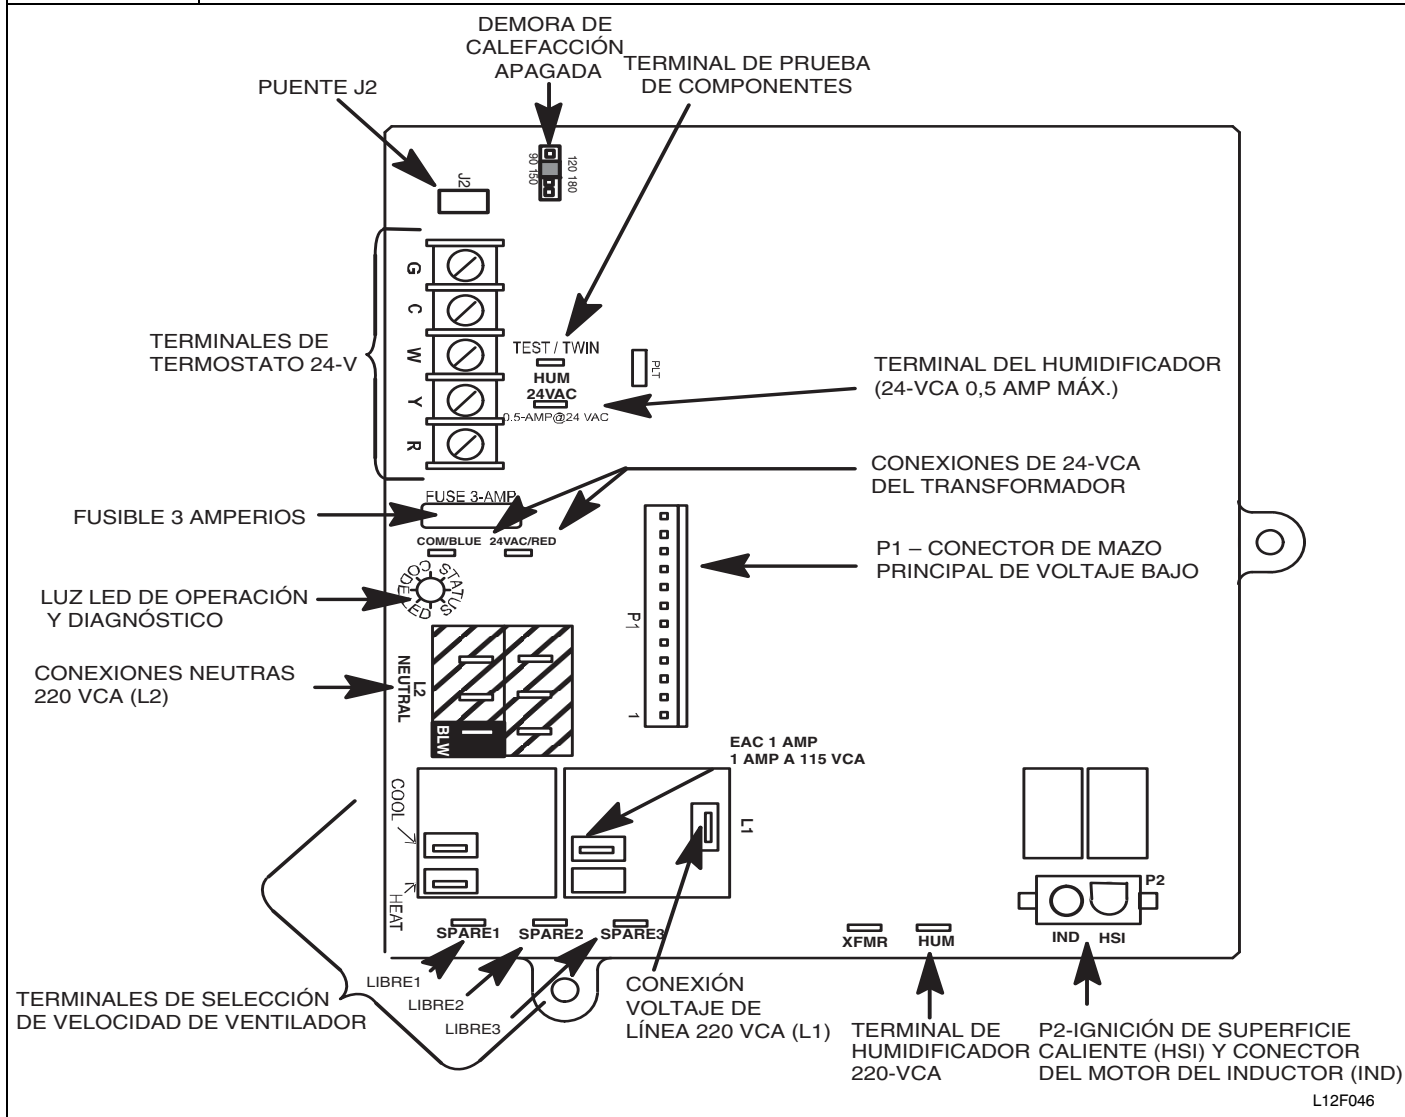 DEMORA DE
CALEFACCIÓN
APAGADA
TERMINAL DE PRUEBA
DE COMPONENTES
PUENTE J2
J2
90 150
120 180
G
C
W
Y
R
TERMINALES DE
TERMOSTATO 24-V
TEST / TWIN
HUM
24VAC
0.5-AMP@24 VAC
PLT
TERMINAL DEL HUMIDIFICADOR
(24-VCA 0,5 AMP MÁX.)
CONEXIONES DE 24-VCA
DEL TRANSFORMADOR
FUSE 3-AMP
FUSIBLE 3 AMPERIOS
COM/BLUE 24VAC/RED
P1 – CONECTOR DE MAZO
PRINCIPAL DE VOLTAJE BAJO
STATUS
CODE LED
LUZ LED DE OPERACIÓN
Y DIAGNÓSTICO
P1
1
CONEXIONES NEUTRAS
220 VCA (L2)
L2
NEUTRAL
BLW
EAC 1 AMP
1 AMP A 115 VCA
COOL
HEAT
L1
P2
IND HSI
SPARE1 SPARE2 SPARE3
XFMR HUM
LIBRE1
LIBRE2
LIBRE3
TERMINALES DE SELECCIÓN
DE VELOCIDAD DE VENTILADOR
CONEXIÓN
VOLTAJE DE
LÍNEA 220 VCA (L1)
TERMINAL DE
HUMIDIFICADOR
220-VCA
P2-IGNICIÓN DE SUPERFICIE
CALIENTE (HSI) Y CONECTOR
DEL MOTOR DEL INDUCTOR (IND)
L12F046